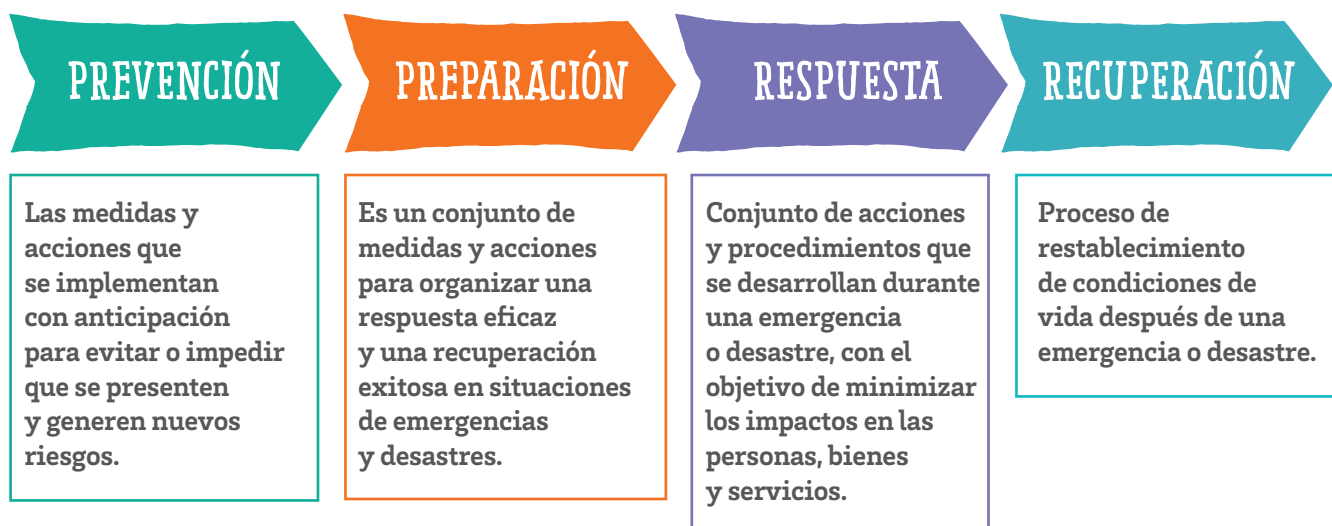 PREVENCIÓN
Las medidas y
acciones que
se implementan
con anticipación
para evitar o impedir
que se presenten
y generen nuevos
riesgos.
PREPARACIÓN
Es un conjunto de
medidas y acciones
para organizar una
respuesta eficaz
y una recuperación
exitosa en situaciones
de emergencias
y desastres.
RESPUESTA
Conjunto de acciones
y procedimientos que
se desarrollan durante
una emergencia
o desastre, con el
objetivo de minimizar
los impactos en las
personas, bienes
y servicios.
RECUPERACIÓN
Proceso de
restablecimiento
de condiciones de
vida después de una
emergencia o desastre.